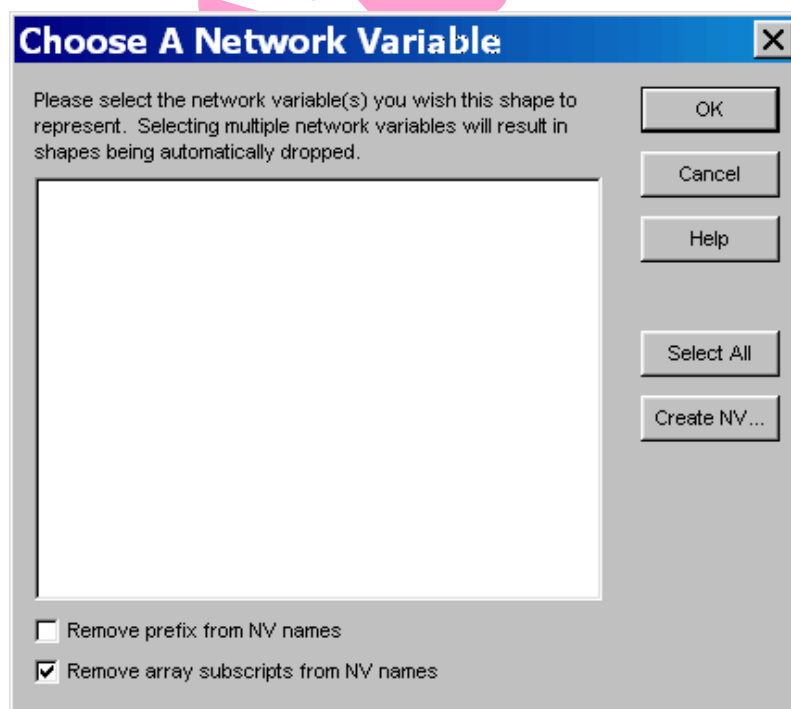 Choose A Network Variable
Please select the network variable(s) you wish this shape to
represent.  Selecting multiple network variables will result in
shapes being automatically dropped.
OK
Cancel
Help
Select All
Create NV...
Remove prefix from NV names
Remove array subscripts from NV names